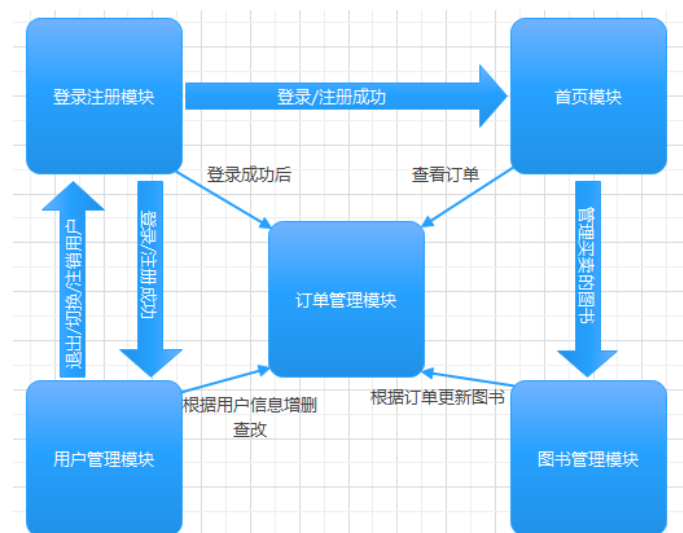 登录注册模块
登录/注册成功
首页模块
登录成功后
查看订单
退出/切换/注销用户
登录/注册成功
订单管理模块
管理买卖的图书
根据用户信息增删
查改
根据订单更新图书
用户管理模块
图书管理模块